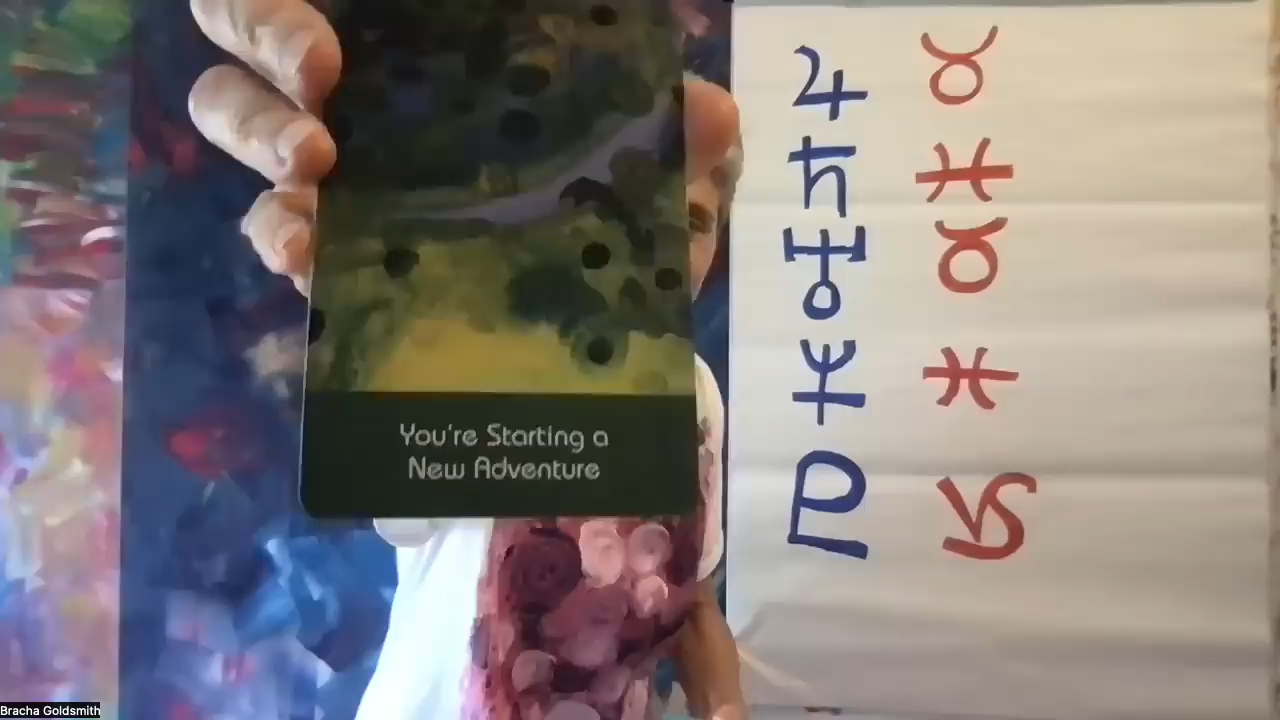 You're Starting a
New Adventure
♃ ♉
♄ ♓
♅ ♉
♆ ♓
♇ ♑
Bracha Goldsmith